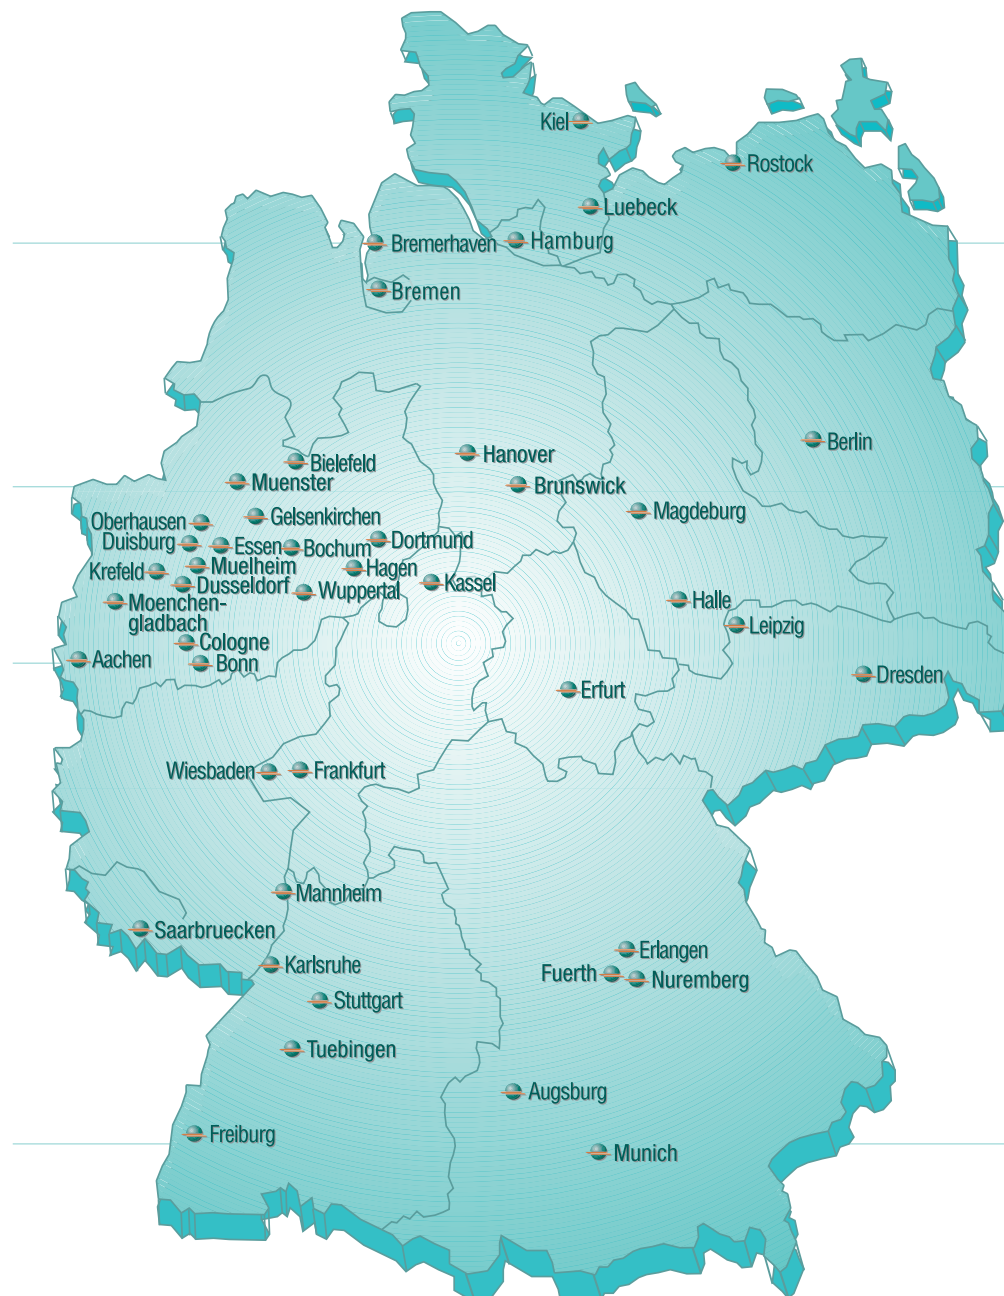 Kiel
Rostock
Luebeck
Hamburg
Bremerhaven
Bremen
Berlin
Hanover
Bielefeld
Muenster
Brunswick
Magdeburg
Gelsenkirchen
Oberhausen
Duisburg
Essen
Bochum
Dortmund
Krefeld
Muelheim
Hagen
Dusseldorf
Wuppertal
Kassel
Moenchen-
gladbach
Halle
Leipzig
Cologne
Aachen
Bonn
Dresden
Erfurt
Wiesbaden
Frankfurt
Mannheim
Saarbruecken
Karlsruhe
Erlangen
Fuerth
Nuremberg
Stuttgart
Tuebingen
Augsburg
Freiburg
Munich